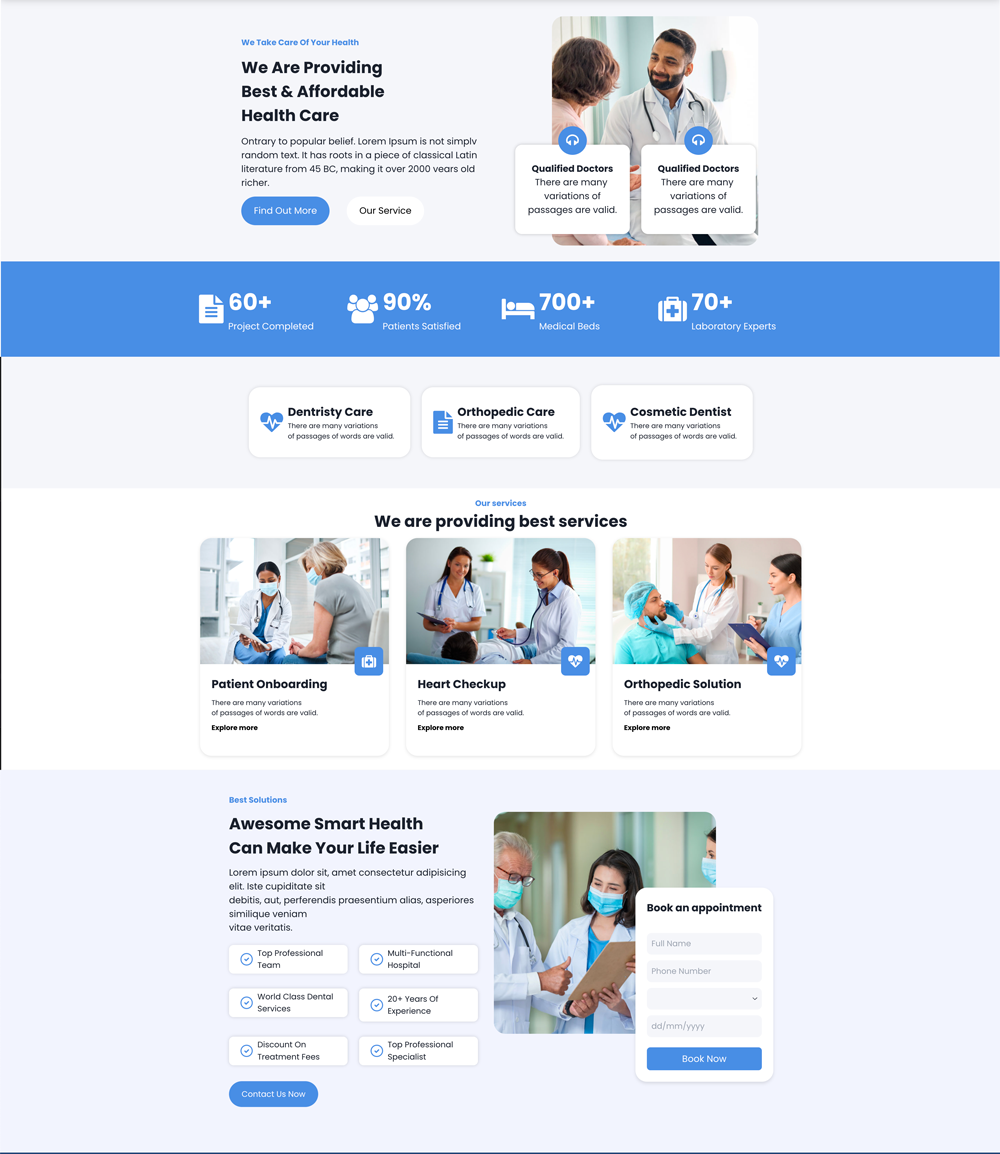 We Take Care Of Your Health
We Are Providing
Best & Affordable
Health Care
Ontrary to popular belief. Lorem Ipsum is not simplv
random text. It has roots in a piece of classical Latin
literature from 45 BC, making it over 2000 vears old
richer.
Find Out More
Our Service
Qualified Doctors
There are many
variations of
passages are valid.
Qualified Doctors
There are many
variations of
passages are valid.
60+
Project Completed
90%
Patients Satisfied
700+
Medical Beds
70+
Laboratory Experts
Dentristy Care
There are many variations
of passages of words are valid.
Orthopedic Care
There are many variations
of passages of words are valid.
Cosmetic Dentist
There are many variations
of passages of words are valid.
Our services
We are providing best services
Patient Onboarding
There are many variations
of passages of words are valid.
Explore more
Heart Checkup
There are many variations
of passages of words are valid.
Explore more
Orthopedic Solution
There are many variations
of passages of words are valid.
Explore more
Best Solutions
Awesome Smart Health
Can Make Your Life Easier
Lorem ipsum dolor sit, amet consectetur adipisicing
elit. Iste cupiditate sit
debitis, aut, perferendis praesentium alias, asperiores
similique veniam
vitae veritatis.
Top Professional
Team
Multi-Functional
Hospital
World Class Dental
Services
20+ Years Of
Experience
Discount On
Treatment Fees
Top Professional
Specialist
Contact Us Now
Book an appointment
Full Name
Phone Number
dd/mm/yyyy
Book Now